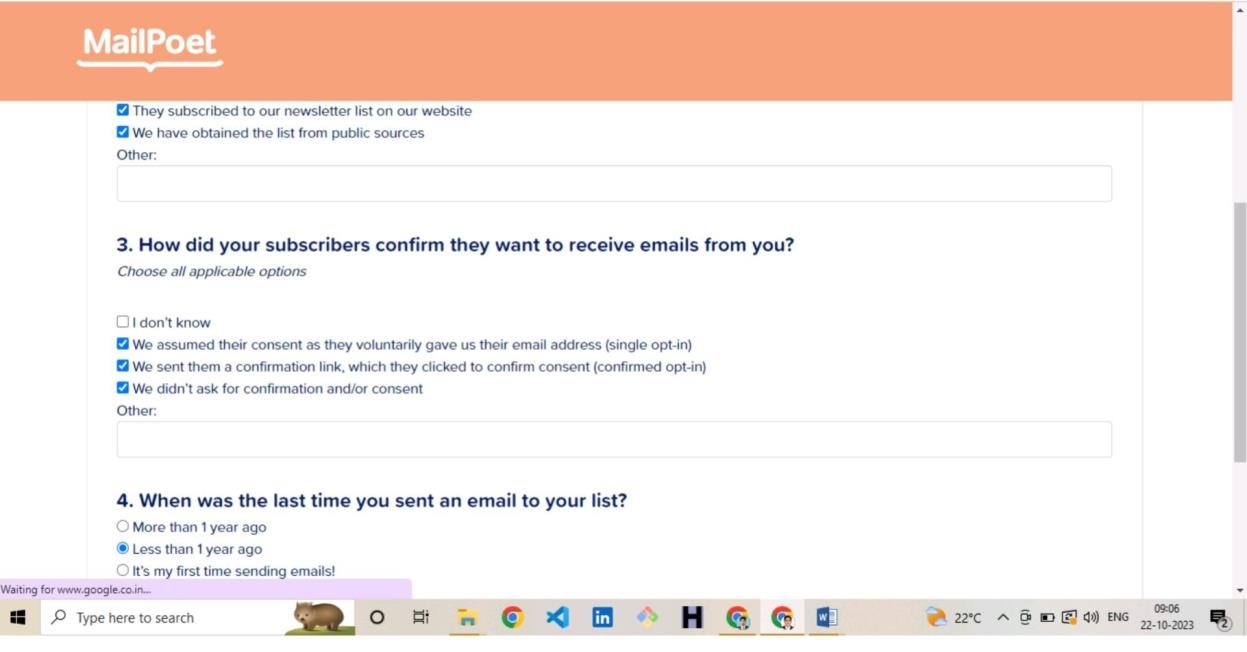 MailPoet
They subscribed to our newsletter list on our website
We have obtained the list from public sources
Other:
3. How did your subscribers confirm they want to receive emails from you?
Choose all applicable options
I don't know
We assumed their consent as they voluntarily gave us their email address (single opt-in)
We sent them a confirmation link, which they clicked to confirm consent (confirmed opt-in)
We didn't ask for confirmation and/or consent
Other:
4. When was the last time you sent an email to your list?
More than 1 year ago
Less than 1 year ago
It's my first time sending emails!
Waiting for www.google.co.in...
Type here to search
22°C
ENG
09:06
22-10-2023
2